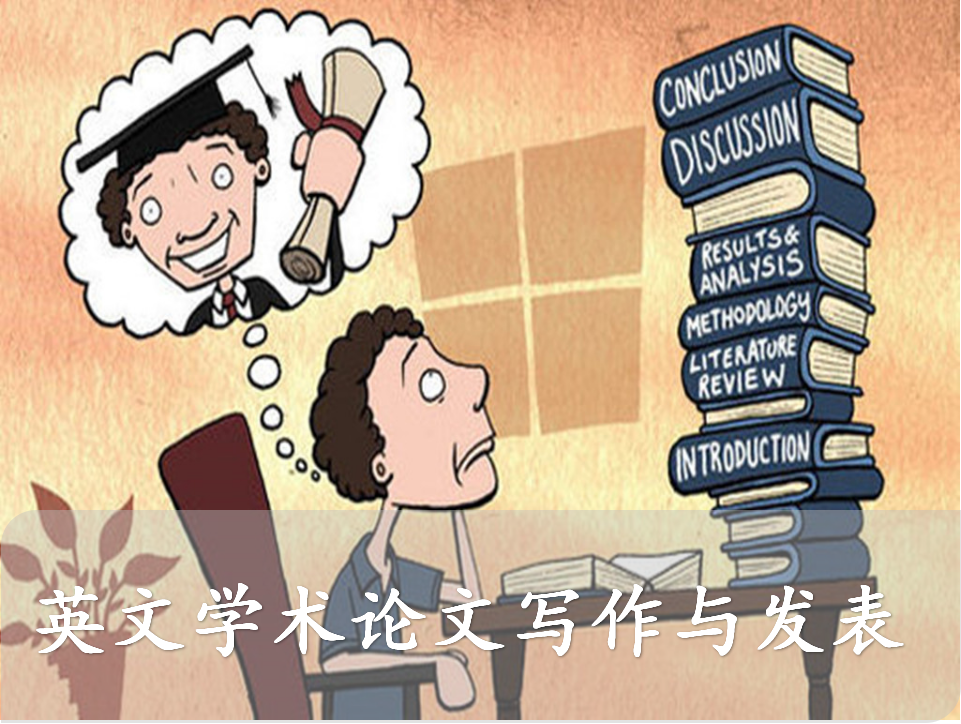 CONCLUSION
DISCUSSION
RESULTS &
ANALYSIS
METHODOLOGY
LITERATURE
REVIEW
INTRODUCTION
英文学术论文写作与发表